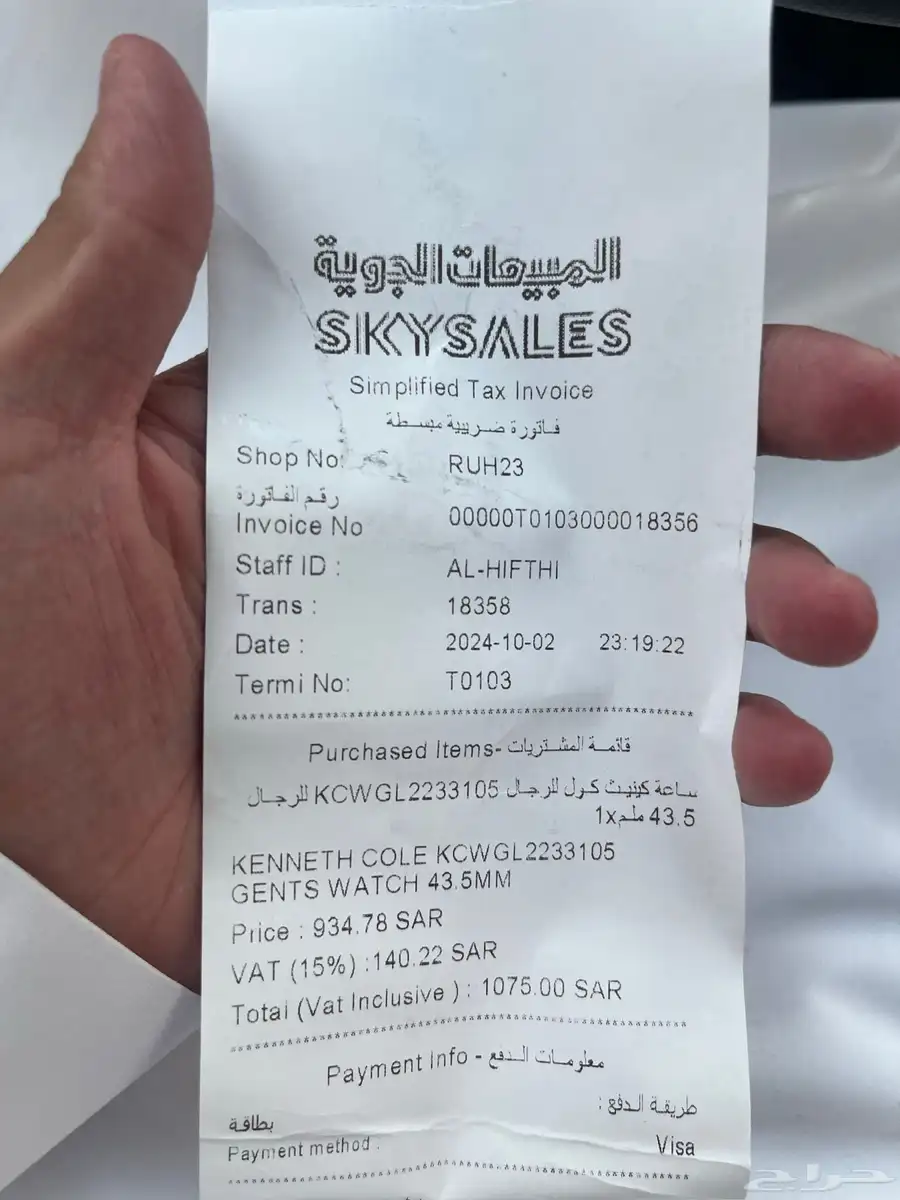 المبيعات الجوية
SKYSALES
Simplified Tax Invoice
فاتورة ضريبية مبسطة
Shop No: RUH23
رقم الفاتورة
Invoice No 00000T0103000018356
Staff ID : AL-HIFTHI
Trans : 18358
Date : 2024-10-02 23:19:22
Termi No: T0103
Purchased Items- قائمة المشتريات
ساعة كينيث كول للرجال KCWGL2233105 للرجال
43.5 ملم1x
KENNETH COLE KCWGL2233105
GENTS WATCH 43.5MM
Price : 934.78 SAR
VAT (15%) :140.22 SAR
Total (Vat Inclusive ) : 1075.00 SAR
Payment Info - معلومات الدفع
طريقة الدفع :
بطاقة
Payment method : Visa
حراج